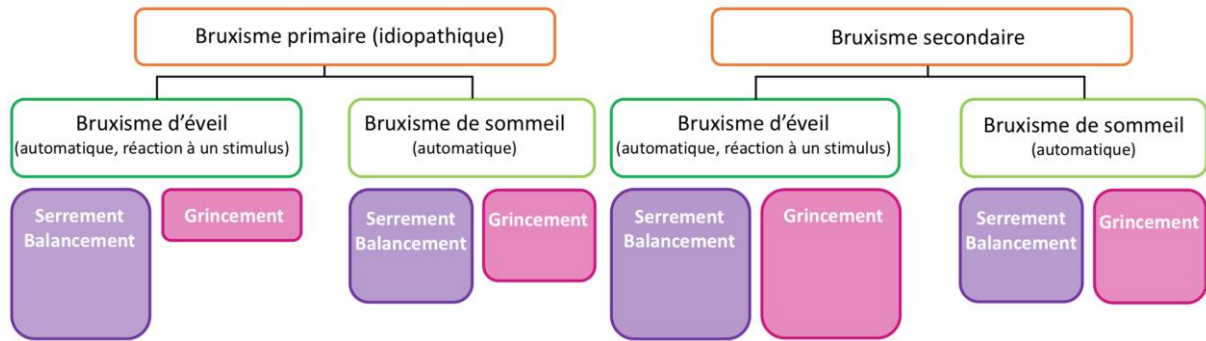 Bruxisme primaire (idiopathique)
Bruxisme secondaire
Bruxisme d’éveil
(automatique, réaction à un stimulus)
Bruxisme de sommeil
(automatique)
Bruxisme d’éveil
(automatique, réaction à un stimulus)
Bruxisme de sommeil
(automatique)
Serrement
Balancement
Grincement
Serrement
Balancement
Grincement
Serrement
Balancement
Grincement
Serrement
Balancement
Grincement